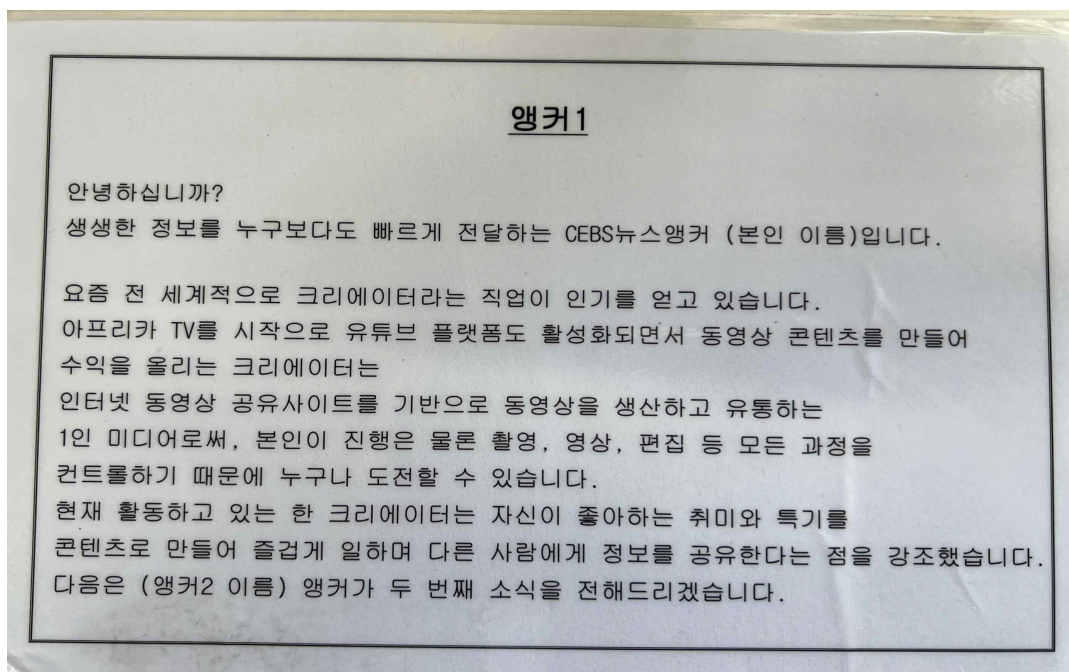 앵커1
안녕하십니까?
생생한 정보를 누구보다도 빠르게 전달하는 CEBS뉴스앵커 (본인 이름)입니다.
요즘 전 세계적으로 크리에이터라는 직업이 인기를 얻고 있습니다.
아프리카 TV를 시작으로 유튜브 플랫폼도 활성화되면서 동영상 콘텐츠를 만들어
수익을 올리는 크리에이터는
인터넷 동영상 공유사이트를 기반으로 동영상을 생산하고 유통하는
1인 미디어로써, 본인이 진행은 물론 촬영, 영상, 편집 등 모든 과정을
컨트롤하기 때문에 누구나 도전할 수 있습니다.
현재 활동하고 있는 한 크리에이터는 자신이 좋아하는 취미와 특기를
콘텐츠로 만들어 즐겁게 일하며 다른 사람에게 정보를 공유한다는 점을 강조했습니다.
다음은 (앵커2 이름) 앵커가 두 번째 소식을 전해드리겠습니다.